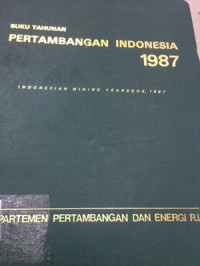 BUKU TAHUNAN
PERTAMBANGAN INDONESIA
1987
INDONESIAN MINING YEARBOOK, 1987
PARTEMEN PERTAMBANGAN DAN ENERGI R.I.